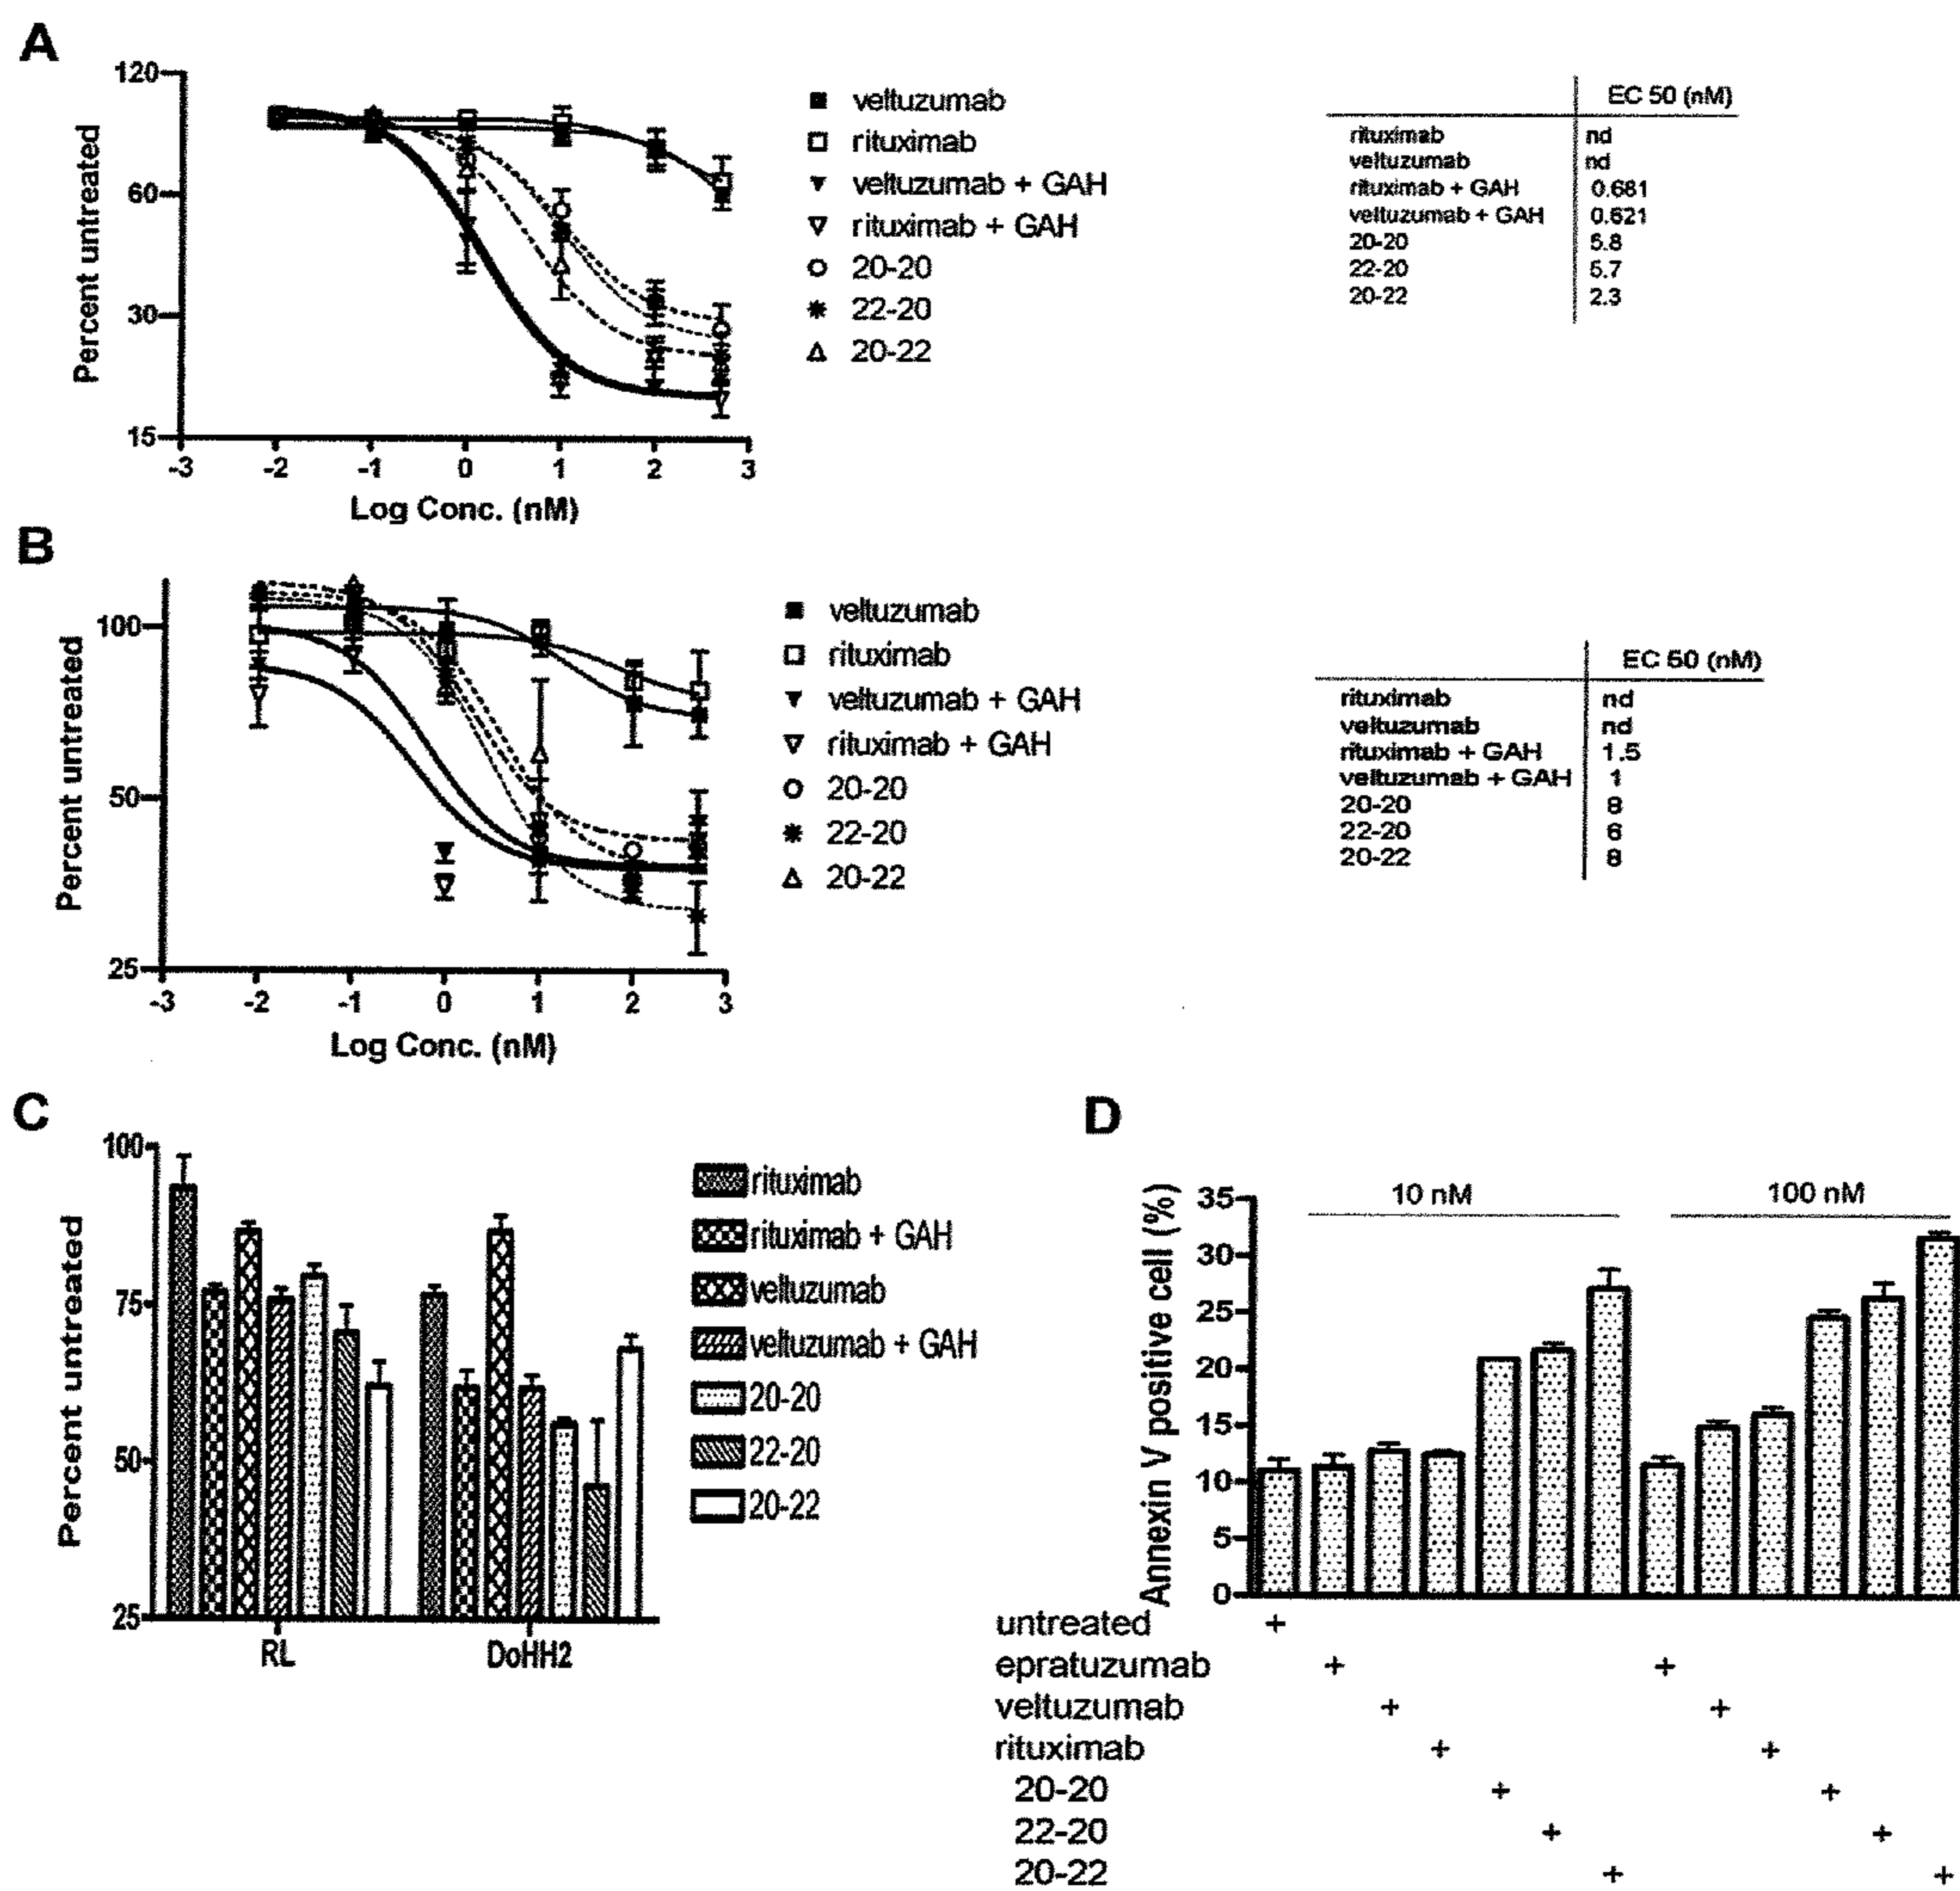 A
120
60
30
15
-3 -2 -1 0 1 2 3
Percent untreated
Log Conc. (nM)
veltuzumab
rituximab
veltuzumab + GAH
rituximab + GAH
20-20
22-20
20-22
EC 50 (nM)
rituximab nd
veltuzumab nd
rituximab + GAH 0.681
veltuzumab + GAH 0.621
20-20 5.8
22-20 5.7
20-22 2.3
B
100
50
25
-3 -2 -1 0 1 2 3
Percent untreated
Log Conc. (nM)
veltuzumab
rituximab
veltuzumab + GAH
rituximab + GAH
20-20
22-20
20-22
EC 50 (nM)
rituximab nd
veltuzumab nd
rituximab + GAH 1.5
veltuzumab + GAH 1
20-20 8
22-20 6
20-22 8
C
100
75
50
25
Percent untreated
RL DoHH2
rituximab
rituximab + GAH
veltuzumab
veltuzumab + GAH
20-20
22-20
20-22
D
Annexin V positive cell (%)
35
30
25
20
15
10
5
0
10 nM 100 nM
untreated +
epratuzumab + +
veltuzumab + +
rituximab + +
20-20 + +
22-20 + +
20-22 + +